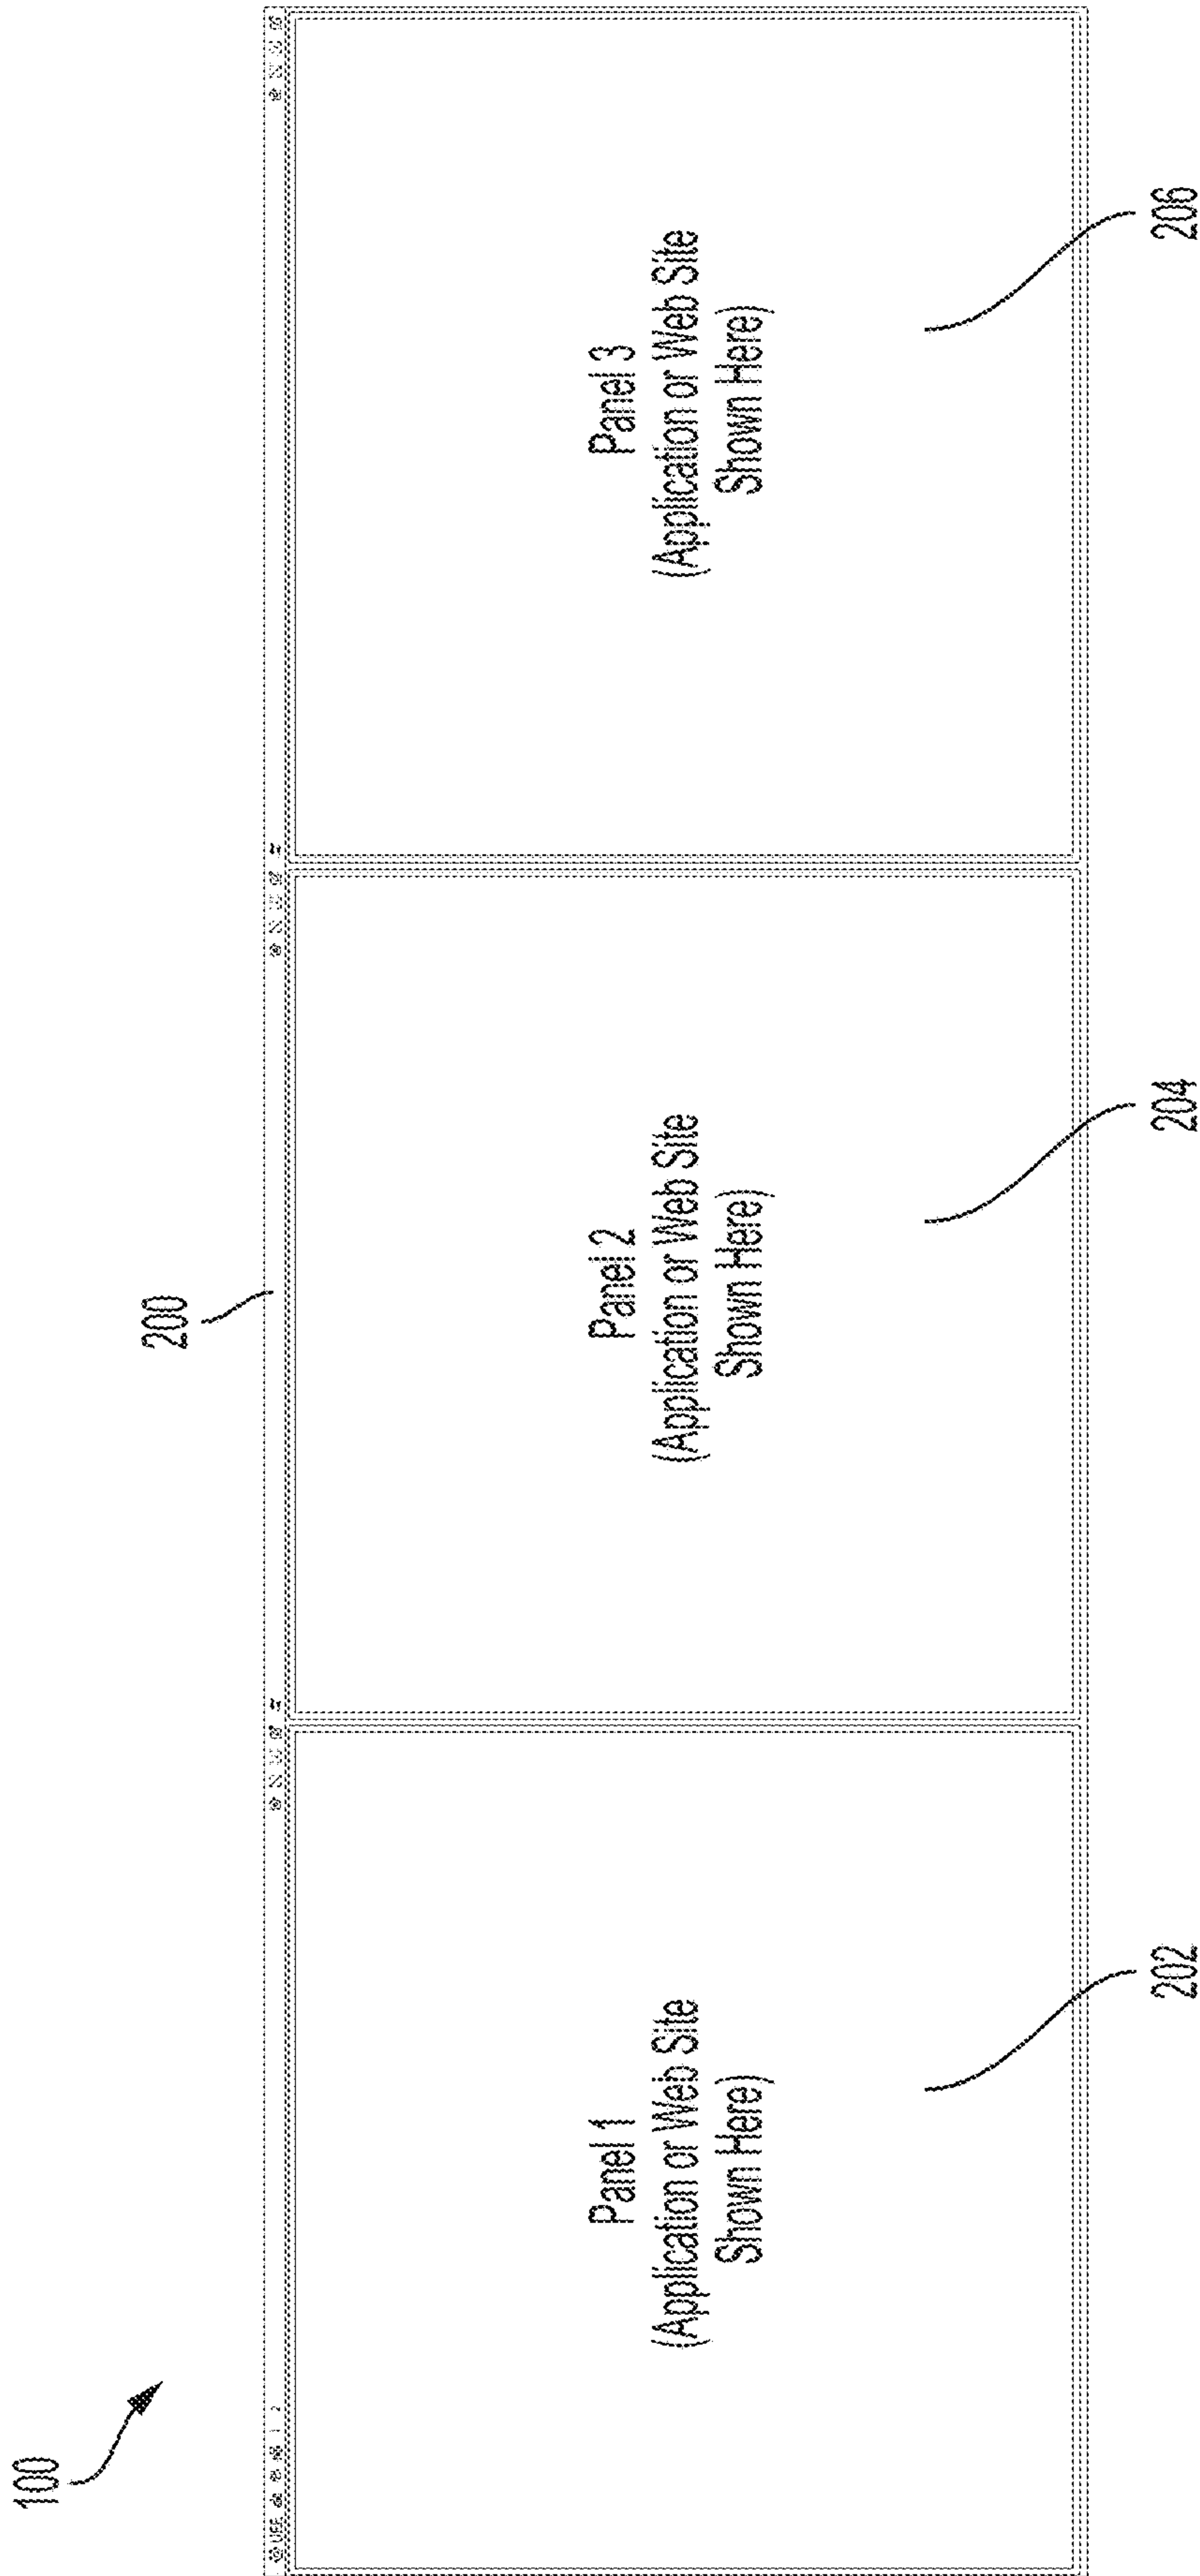 100
200
Panel 1
(Application or Web Site
Shown Here)
Panel 2
(Application or Web Site
Shown Here)
Panel 3
(Application or Web Site
Shown Here)
202
204
206